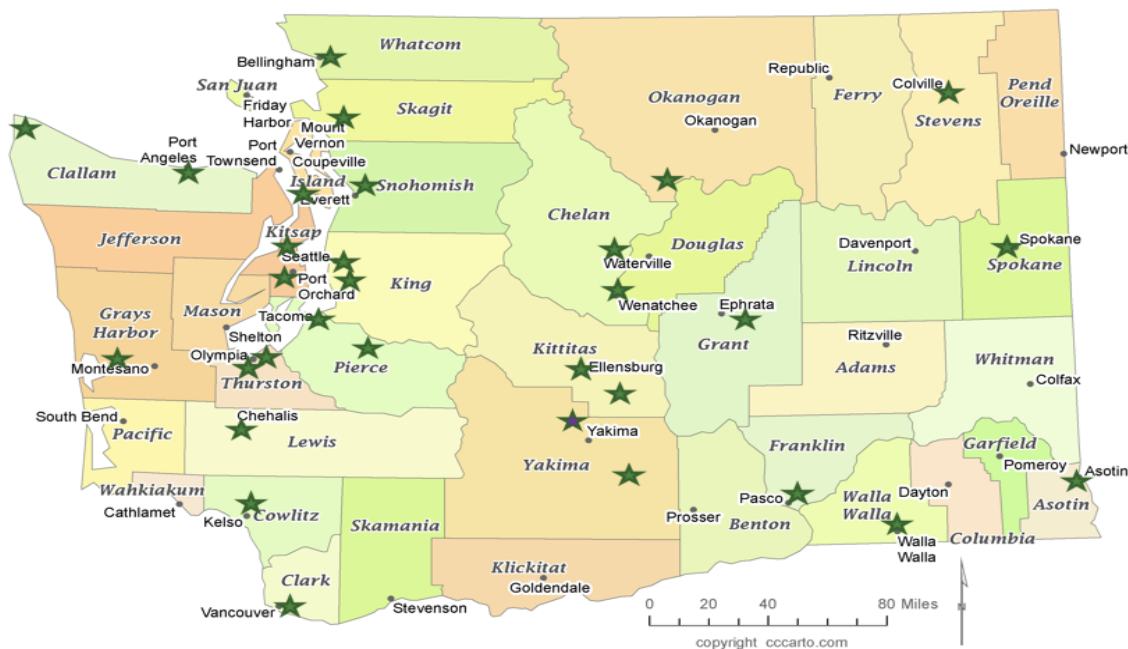 Whatcom
Bellingham
San Juan
Friday
Harbor
Skagit
Mount
Vernon
Okanogan
Okanogan
Republic
Ferry
Colville
Stevens
Pend
Oreille
Newport
Port
Angeles
Clallam
Port
Townsend
Coupeville
Island
Everett
Snohomish
Chelan
Douglas
Waterville
Wenatchee
Jefferson
Kitsap
Seattle
Port
Orchard
King
Davenport
Lincoln
Spokane
Spokane
Grays
Harbor
Mason
Shelton
Tacoma
Olympia
Montesano
Thurston
Pierce
Kittitas
Ellensburg
Ephrata
Grant
Ritzville
Adams
Whitman
Colfax
South Bend
Pacific
Chehalis
Lewis
Yakima
Yakima
Franklin
Pasco
Garfield
Pomeroy
Asotin
Asotin
Wahkiakum
Cathlamet
Kelso
Cowlitz
Skamania
Prosser
Benton
Walla
Walla
Walla
Walla
Dayton
Columbia
Clark
Vancouver
Stevenson
Klickitat
Goldendale
0 20 40 80 Miles
copyright cccarto.com